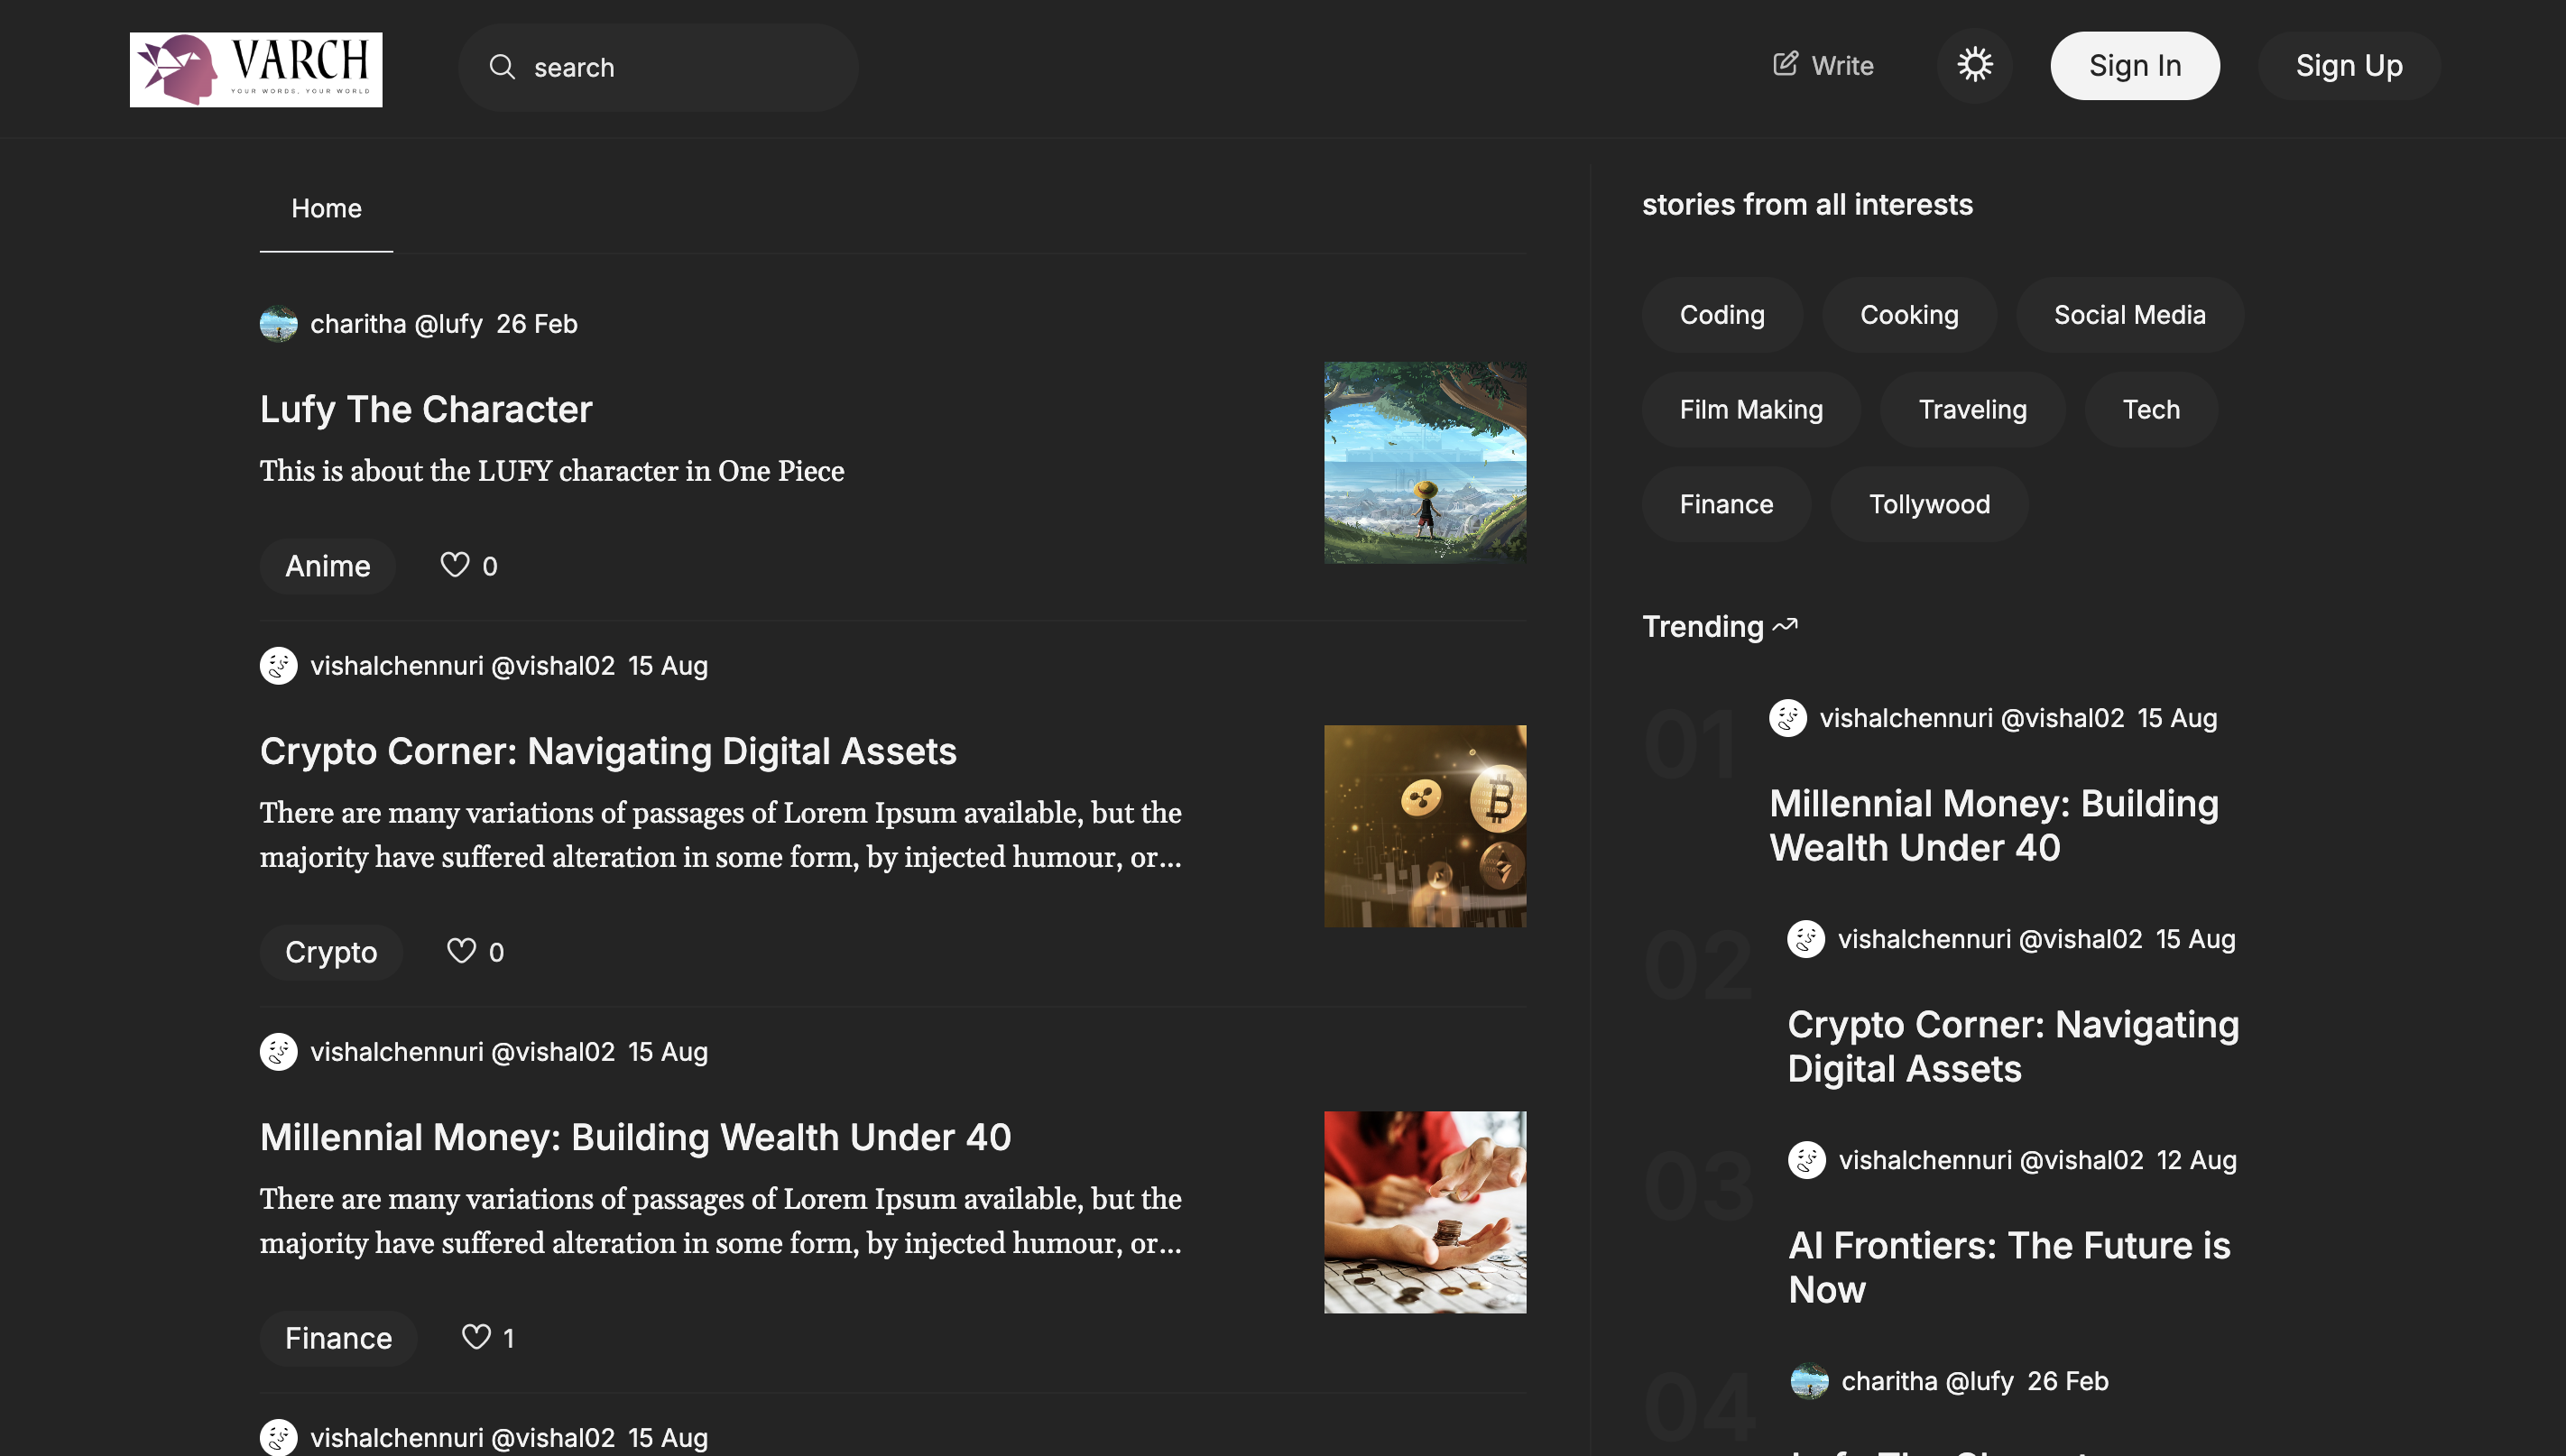 VARCH
YOUR WORDS, YOUR WORLD
search
Write
Sign In
Sign Up
Home
charitha @lufy 26 Feb
Lufy The Character
This is about the LUFY character in One Piece
Anime
0
vishalchennuri @vishal02 15 Aug
Crypto Corner: Navigating Digital Assets
There are many variations of passages of Lorem Ipsum available, but the
majority have suffered alteration in some form, by injected humour, or...
Crypto
0
vishalchennuri @vishal02 15 Aug
Millennial Money: Building Wealth Under 40
There are many variations of passages of Lorem Ipsum available, but the
majority have suffered alteration in some form, by injected humour, or...
Finance
1
vishalchennuri @vishal02 15 Aug
stories from all interests
Coding
Cooking
Social Media
Film Making
Traveling
Tech
Finance
Tollywood
Trending
01
vishalchennuri @vishal02 15 Aug
Millennial Money: Building
Wealth Under 40
02
vishalchennuri @vishal02 15 Aug
Crypto Corner: Navigating
Digital Assets
03
vishalchennuri @vishal02 12 Aug
AI Frontiers: The Future is
Now
04
charitha @lufy 26 Feb